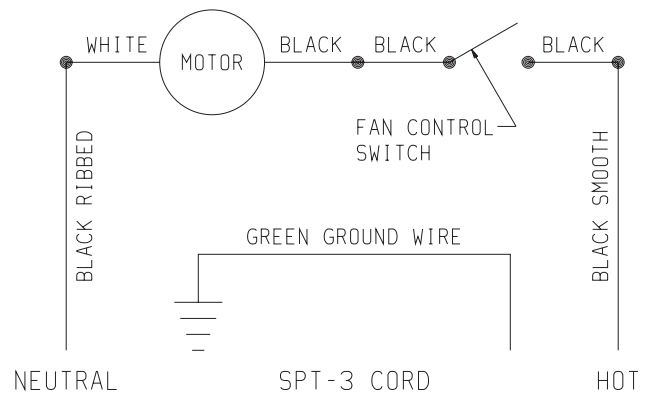 WHITE
MOTOR
BLACK
BLACK
BLACK
FAN CONTROL
SWITCH
BLACK RIBBED
BLACK SMOOTH
GREEN GROUND WIRE
NEUTRAL
SPT-3 CORD
HOT